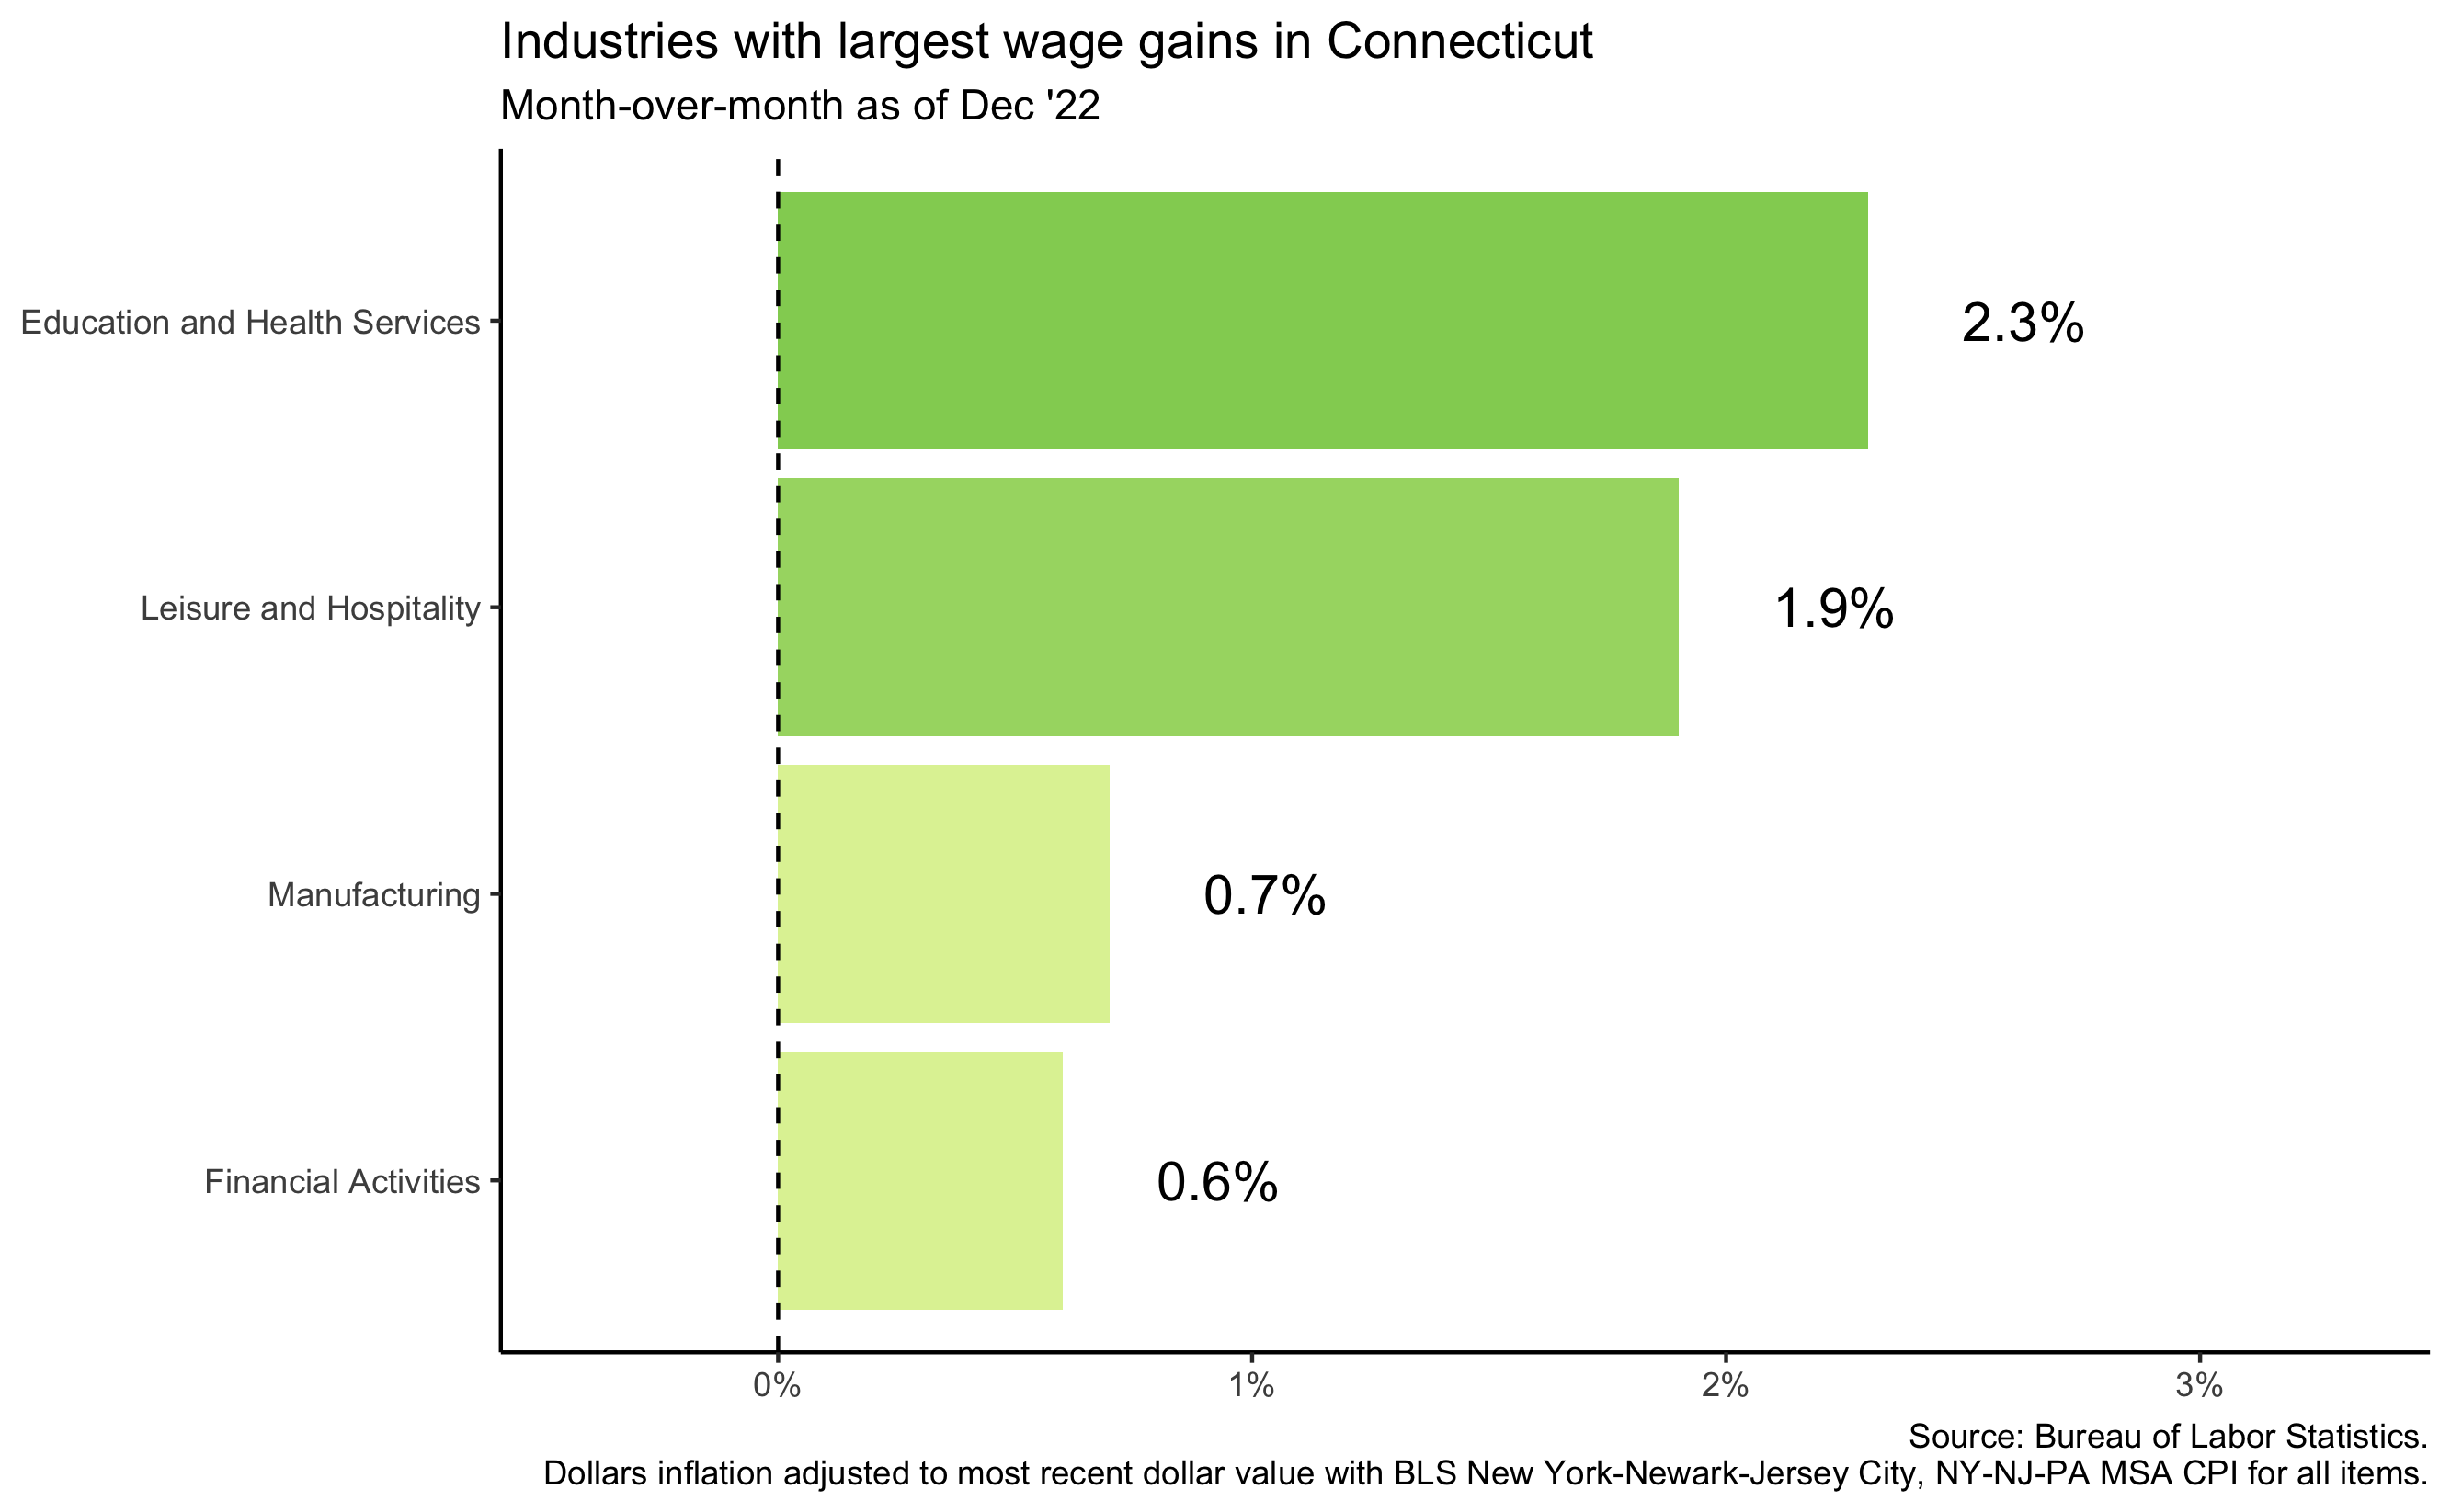 Industries with largest wage gains in Connecticut
Month-over-month as of Dec '22
Education and Health Services
2.3%
Leisure and Hospitality
1.9%
Manufacturing
0.7%
Financial Activities
0.6%
0%
1%
2%
3%
Source: Bureau of Labor Statistics.
Dollars inflation adjusted to most recent dollar value with BLS New York-Newark-Jersey City, NY-NJ-PA MSA CPI for all items.